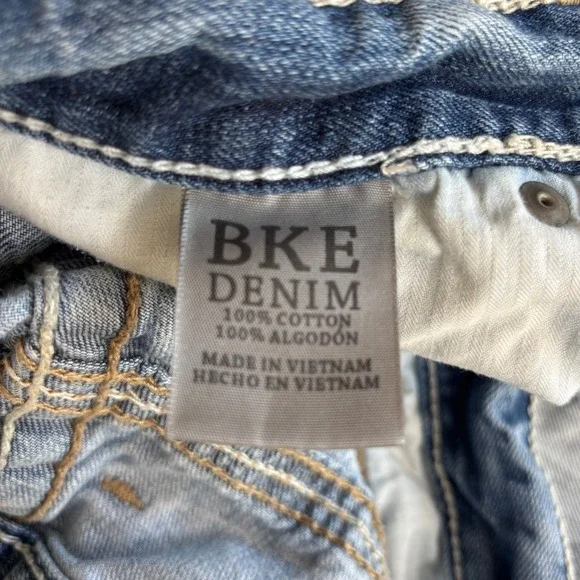 BKE
DENIM
100% COTTON
100% ALGODÓN
MADE IN VIETNAM
HECHO EN VIETNAM